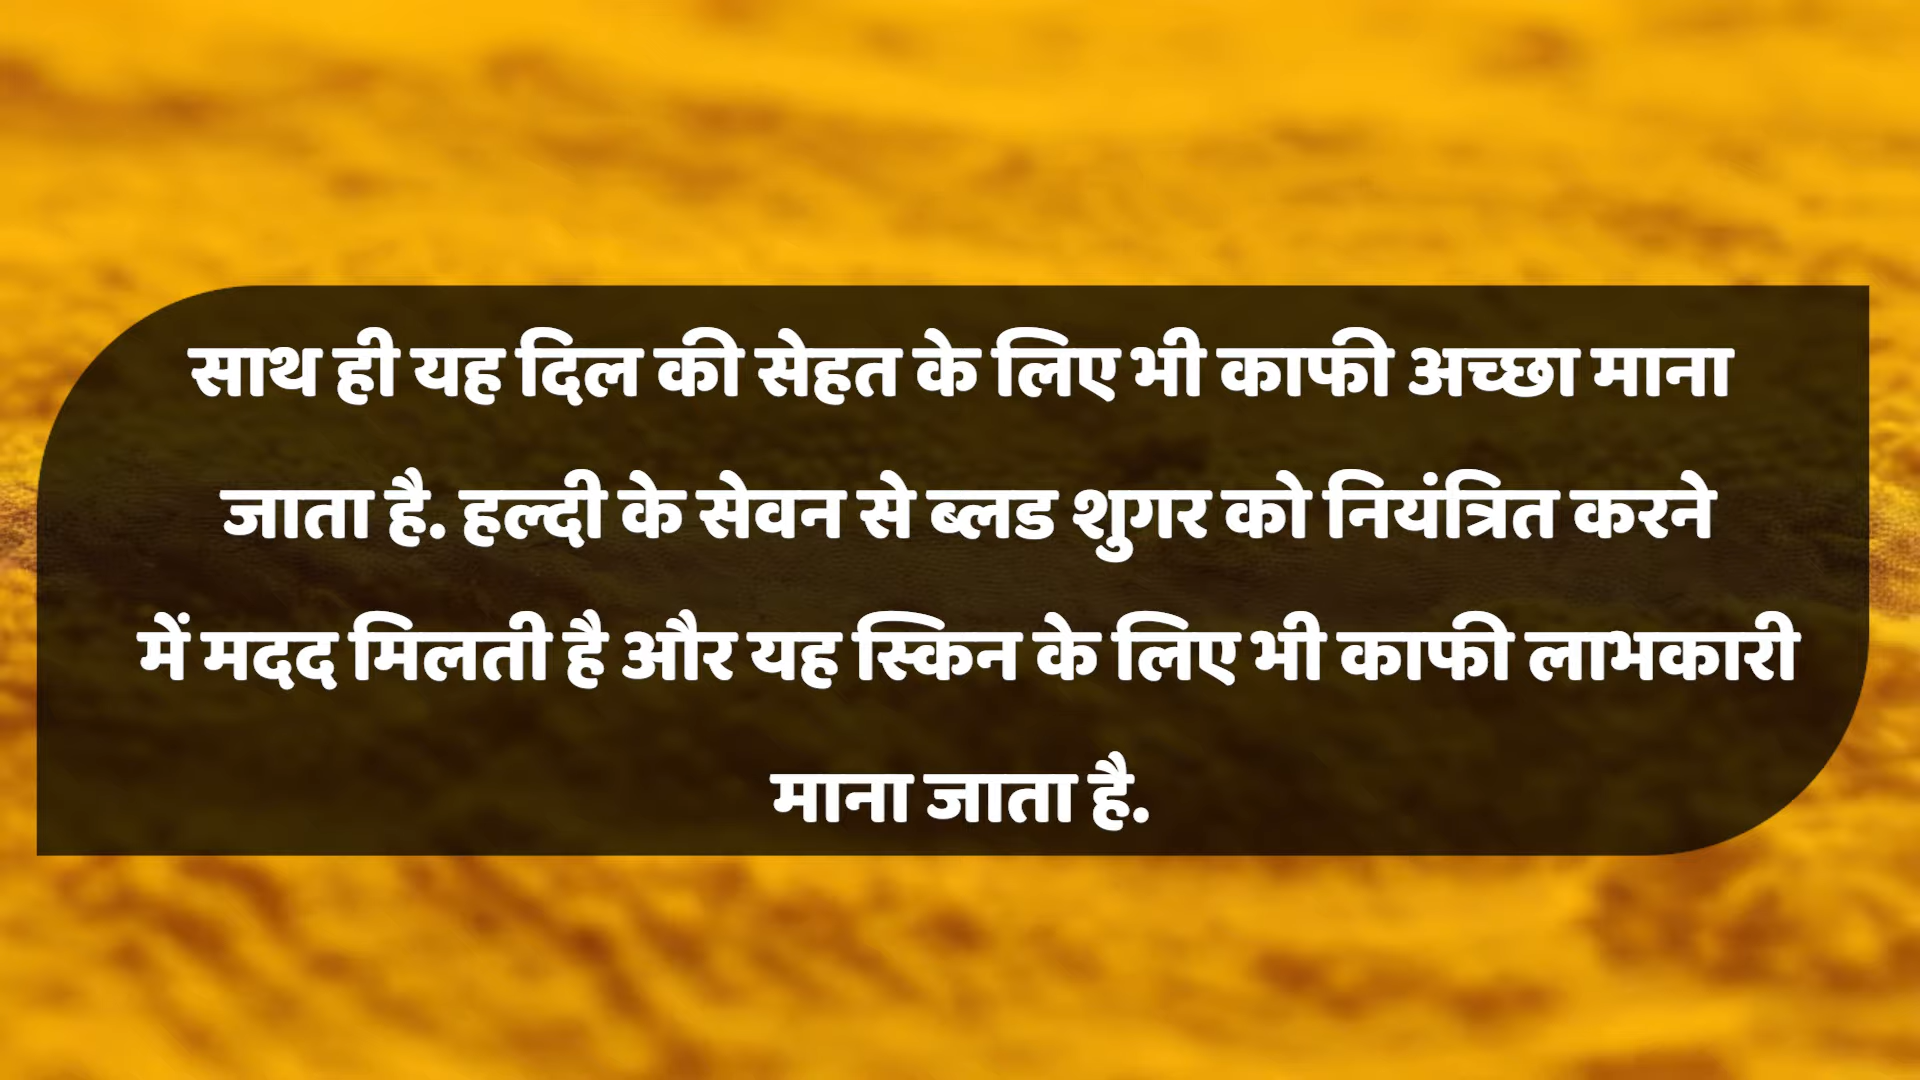 साथ ही यह दिल की सेहत के लिए भी काफी अच्छा माना
जाता है. हल्दी के सेवन से ब्लड शुगर को नियंत्रित करने
में मदद मिलती है और यह स्किन के लिए भी काफी लाभकारी
माना जाता है.